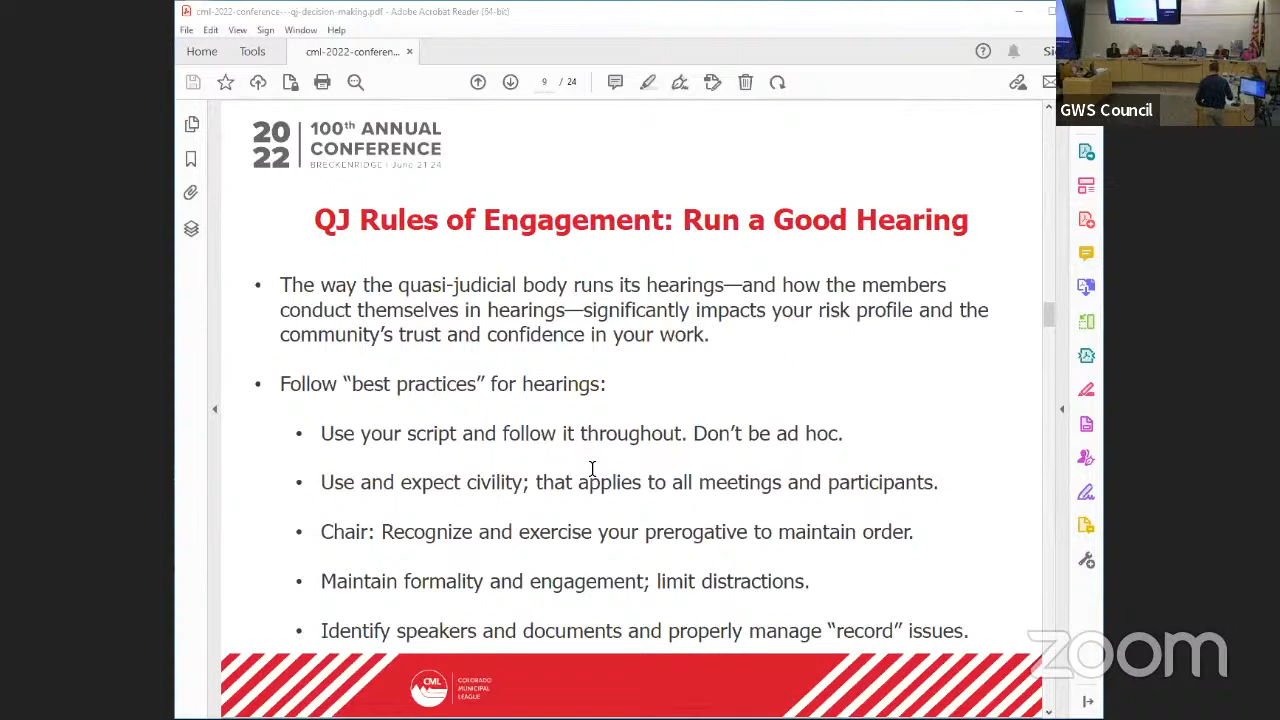 cml-2022-conference---qj-decision-making.pdf - Adobe Acrobat Reader (64-bit)
File Edit View Sign Window Help
Home Tools cml-2022-conferen... × Si
9 / 24
GWS Council
20 22
100th ANNUAL
CONFERENCE
BRECKENRIDGE | June 21-24
QJ Rules of Engagement: Run a Good Hearing
• The way the quasi-judicial body runs its hearings—and how the members
conduct themselves in hearings—significantly impacts your risk profile and the
community's trust and confidence in your work.
• Follow “best practices” for hearings:
• Use your script and follow it throughout. Don't be ad hoc.
• Use and expect civility; that applies to all meetings and participants.
• Chair: Recognize and exercise your prerogative to maintain order.
• Maintain formality and engagement; limit distractions.
• Identify speakers and documents and properly manage “record” issues.
CML
COLORADO
MUNICIPAL
LEAGUE
zoom